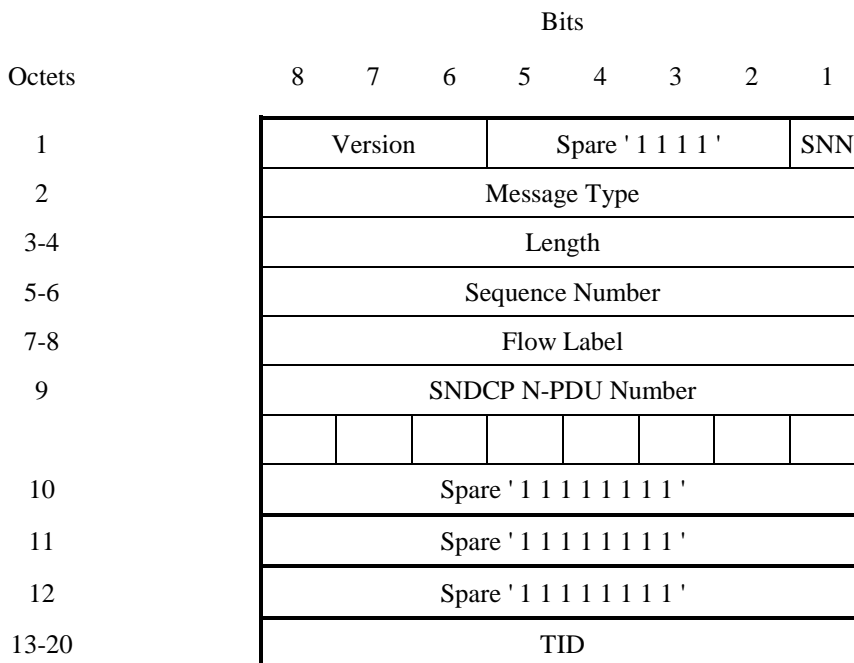 Bits
Octets 8 7 6 5 4 3 2 1
1 Version Spare ' 1 1 1 1 ' SNN
2 Message Type
3-4 Length
5-6 Sequence Number
7-8 Flow Label
9 SNDCP N-PDU Number
10 Spare ' 1 1 1 1 1 1 1 1 '
11 Spare ' 1 1 1 1 1 1 1 1 '
12 Spare ' 1 1 1 1 1 1 1 1 '
13-20 TID